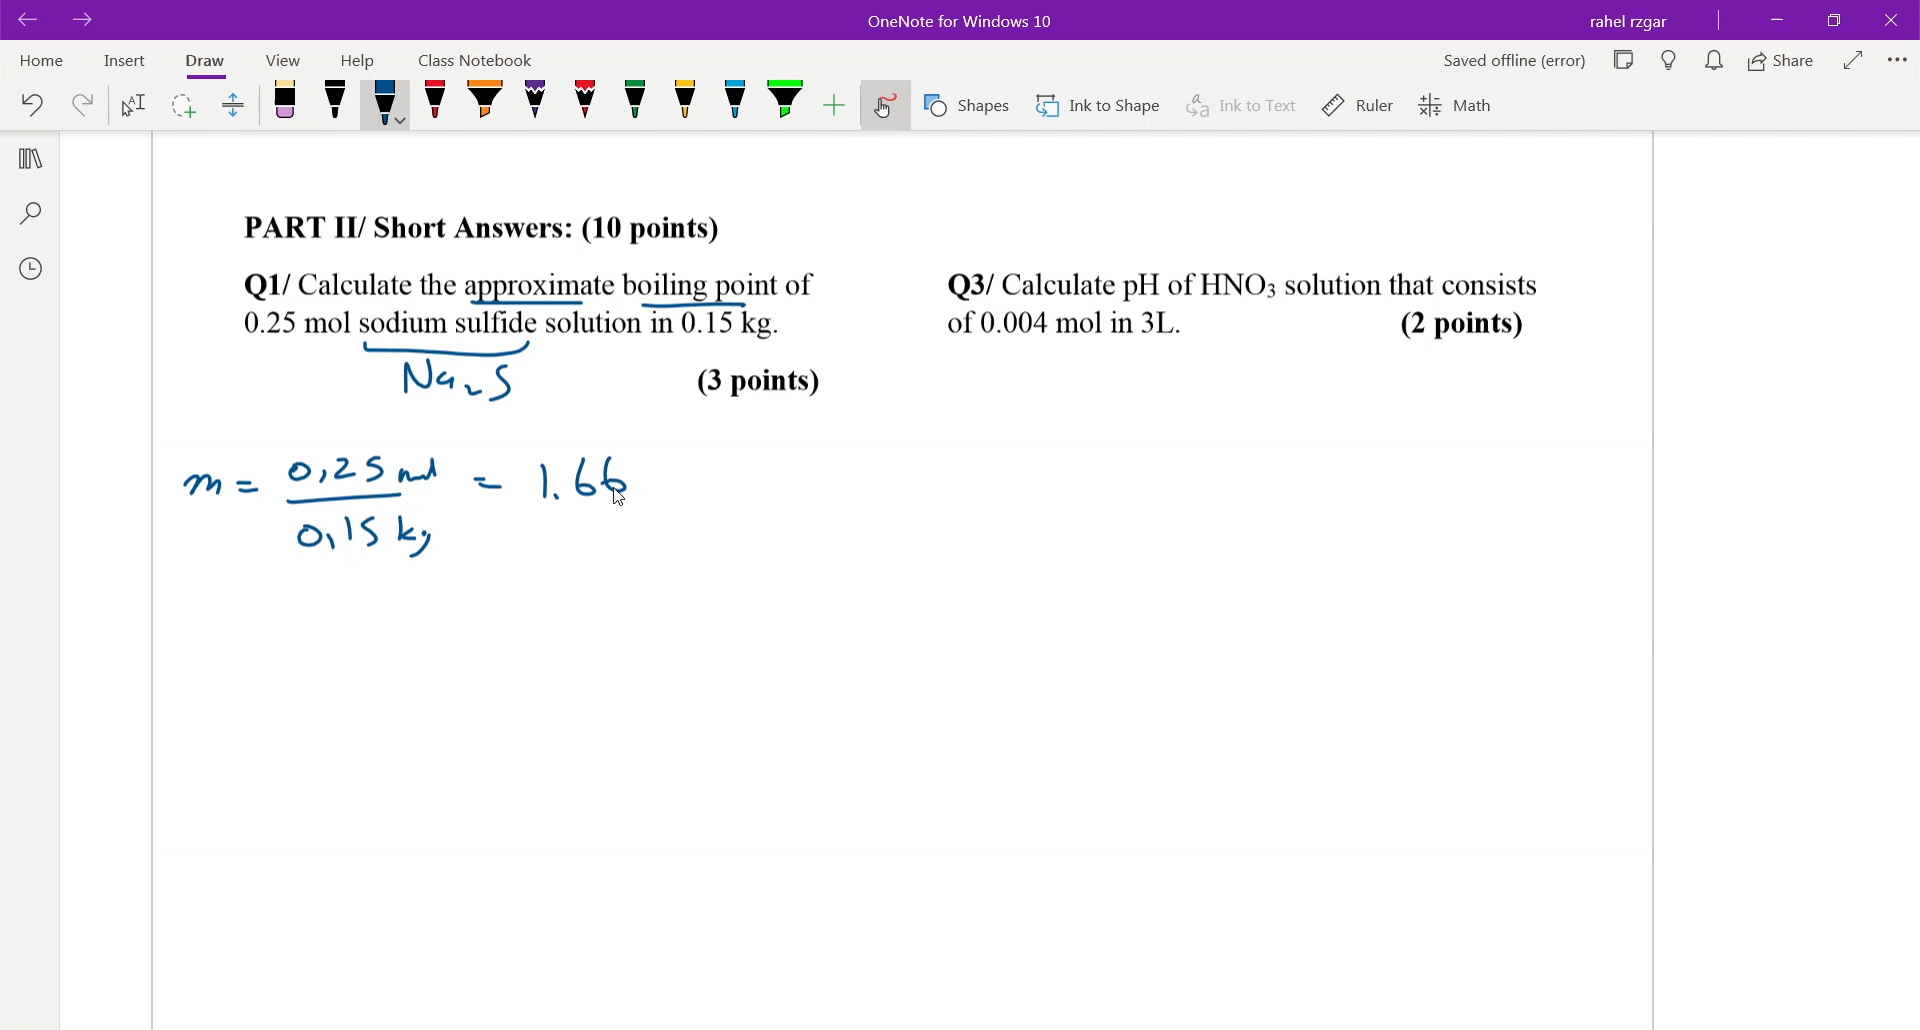 OneNote for Windows 10
rahel rzgar
Home Insert Draw View Help Class Notebook
Saved offline (error) Share
Shapes Ink to Shape Ink to Text Ruler Math
PART II/ Short Answers: (10 points)
Q1/ Calculate the approximate boiling point of
0.25 mol sodium sulfide solution in 0.15 kg.
Na₂S
(3 points)
m = 0,25 mol / 0,15 kg = 1.66
Q3/ Calculate pH of HNO₃ solution that consists
of 0.004 mol in 3L. (2 points)